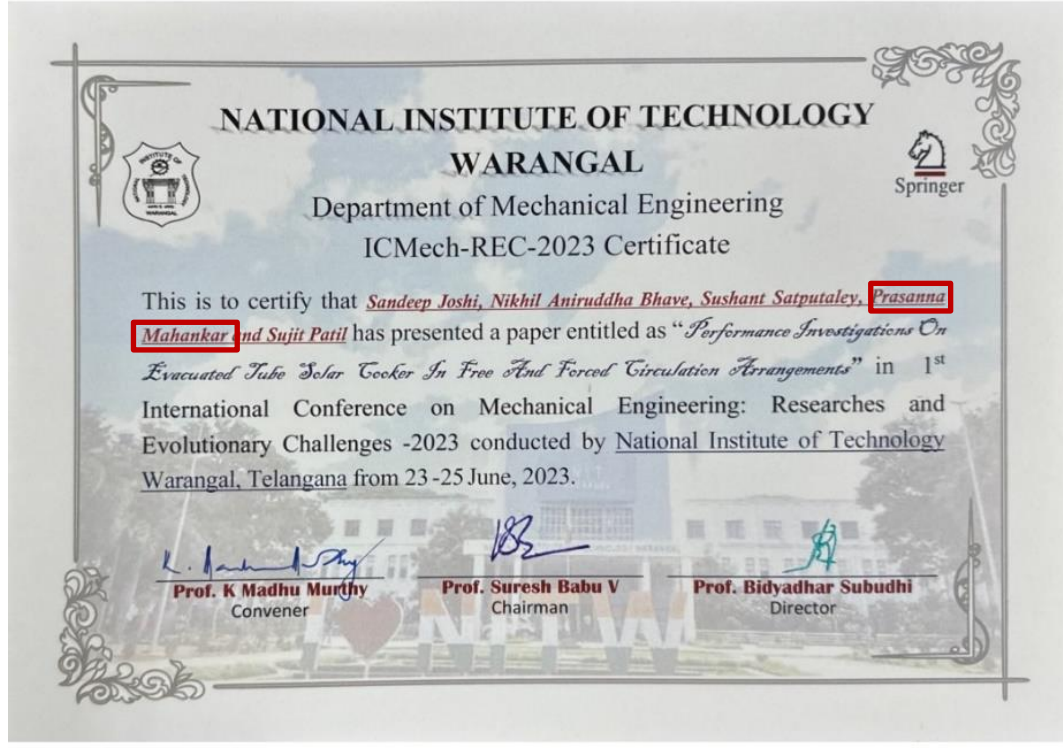 NATIONAL INSTITUTE OF TECHNOLOGY
WARANGAL
Springer
Department of Mechanical Engineering
ICMech-REC-2023 Certificate
This is to certify that Sandeep Joshi, Nikhil Aniruddha Bhave, Sushant Satputaley, Prasanna
Mahankar and Sujit Patil has presented a paper entitled as “Performance Investigations On
Evacuated Tube Solar Cooker In Free And Forced Circulation Arrangements” in 1st
International Conference on Mechanical Engineering: Researches and
Evolutionary Challenges -2023 conducted by National Institute of Technology
Warangal, Telangana from 23-25 June, 2023.
Prof. K Madhu Murthy
Convener
Prof. Suresh Babu V
Chairman
Prof. Bidyadhar Subudhi
Director
I NITW